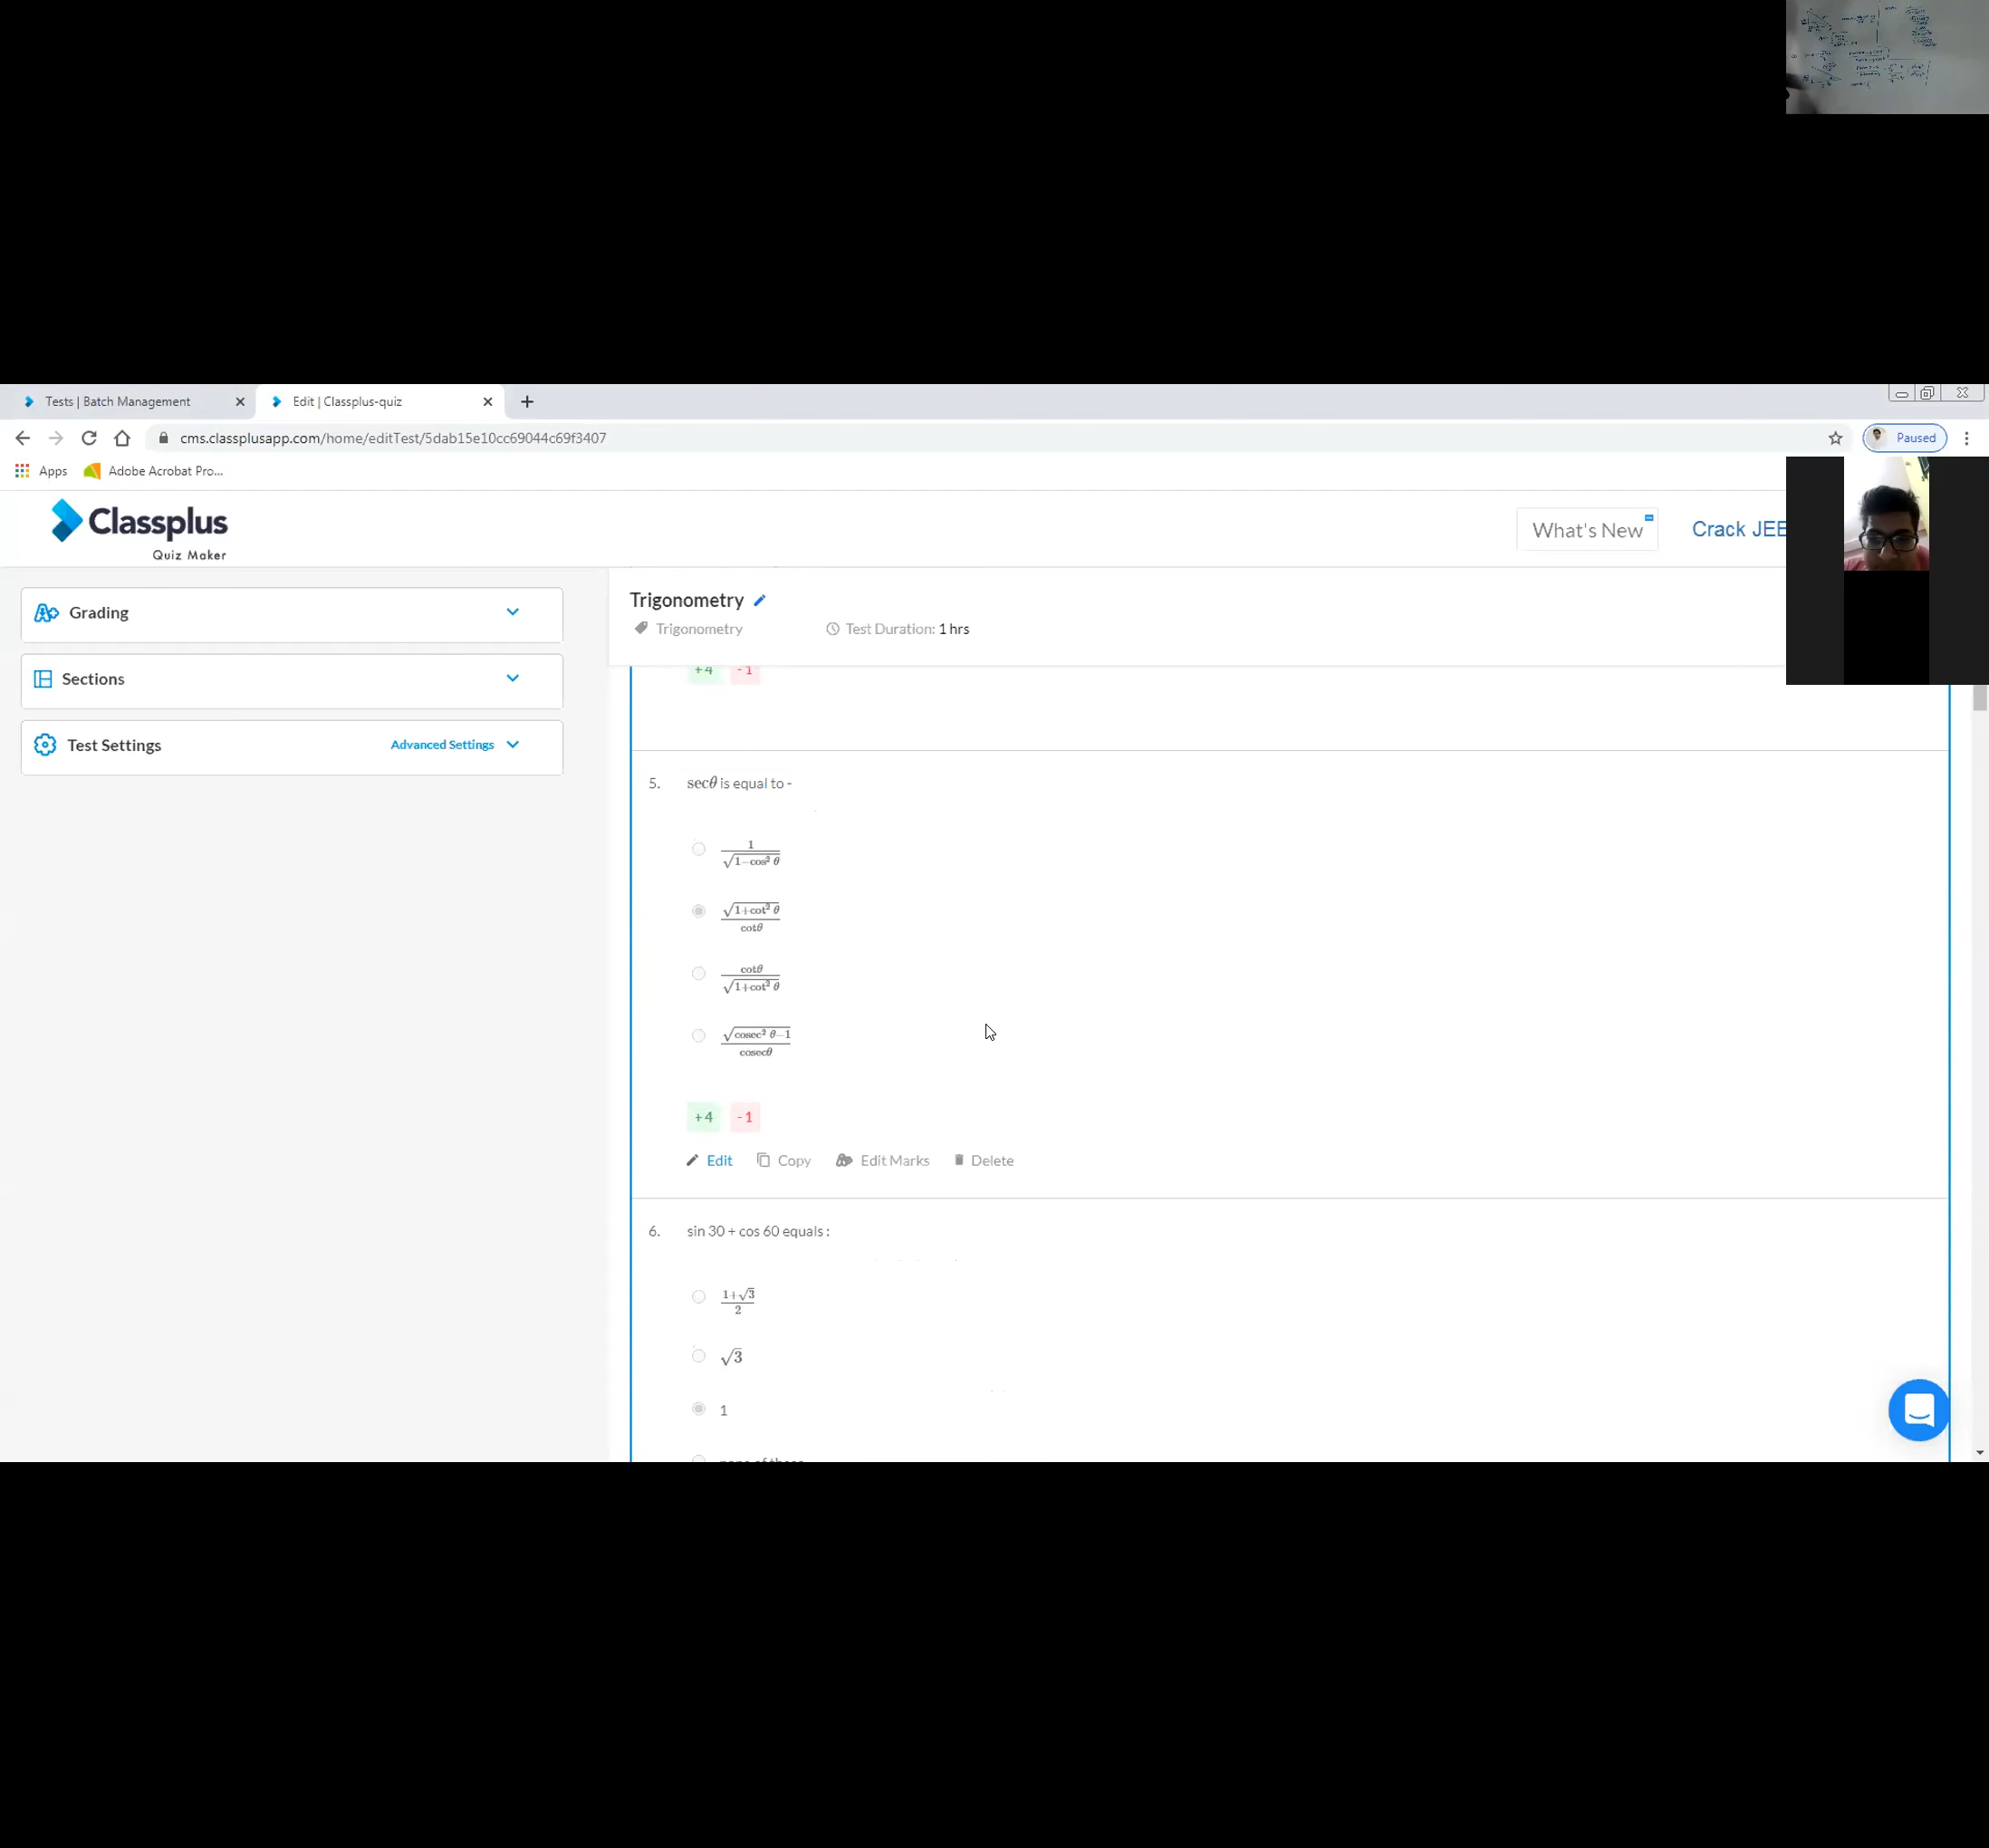 Tests | Batch Management
Edit | Classplus-quiz
cms.classplusapp.com/home/editTest/5dab15e10cc69044c69f3407
Paused
Apps
Adobe Acrobat Pro...
Classplus
Quiz Maker
What's New
Crack JEE
Grading
Sections
Test Settings
Advanced Settings
Trigonometry
Trigonometry
Test Duration: 1 hrs
+4 -1
5. secθ is equal to -
1/√(1−cos² θ)
√(1+cot² θ)/cotθ
cotθ/√(1+cot² θ)
√(cosec² θ−1)/cosecθ
+4 -1
Edit Copy Edit Marks Delete
6. sin 30 + cos 60 equals :
(1+√3)/2
√3
1